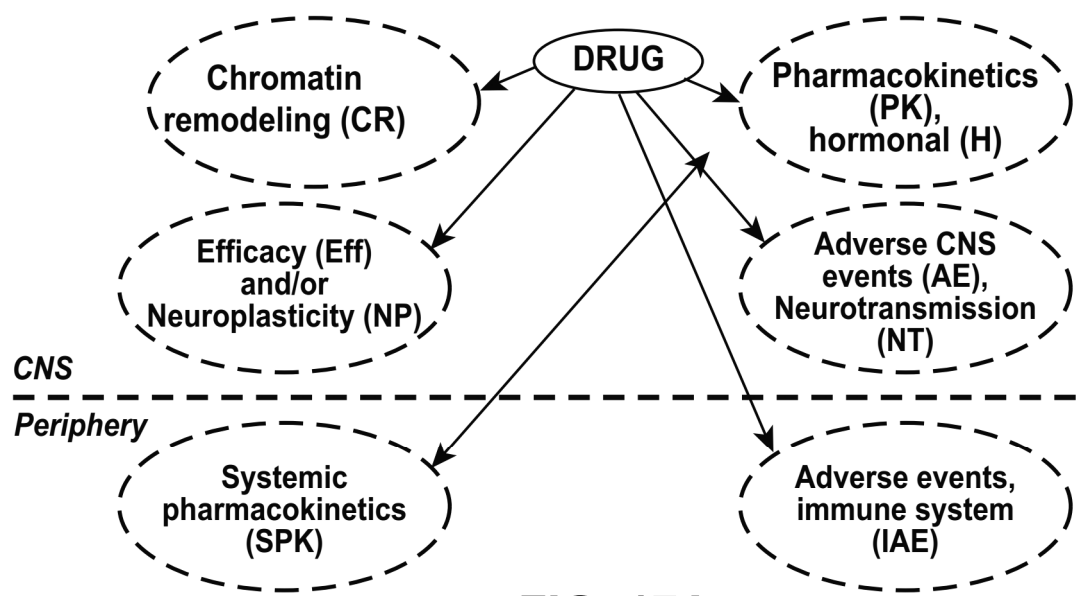 DRUG
Chromatin
remodeling (CR)
Pharmacokinetics
(PK),
hormonal (H)
Efficacy (Eff)
and/or
Neuroplasticity (NP)
Adverse CNS
events (AE),
Neurotransmission
(NT)
CNS
Periphery
Systemic
pharmacokinetics
(SPK)
Adverse events,
immune system
(IAE)